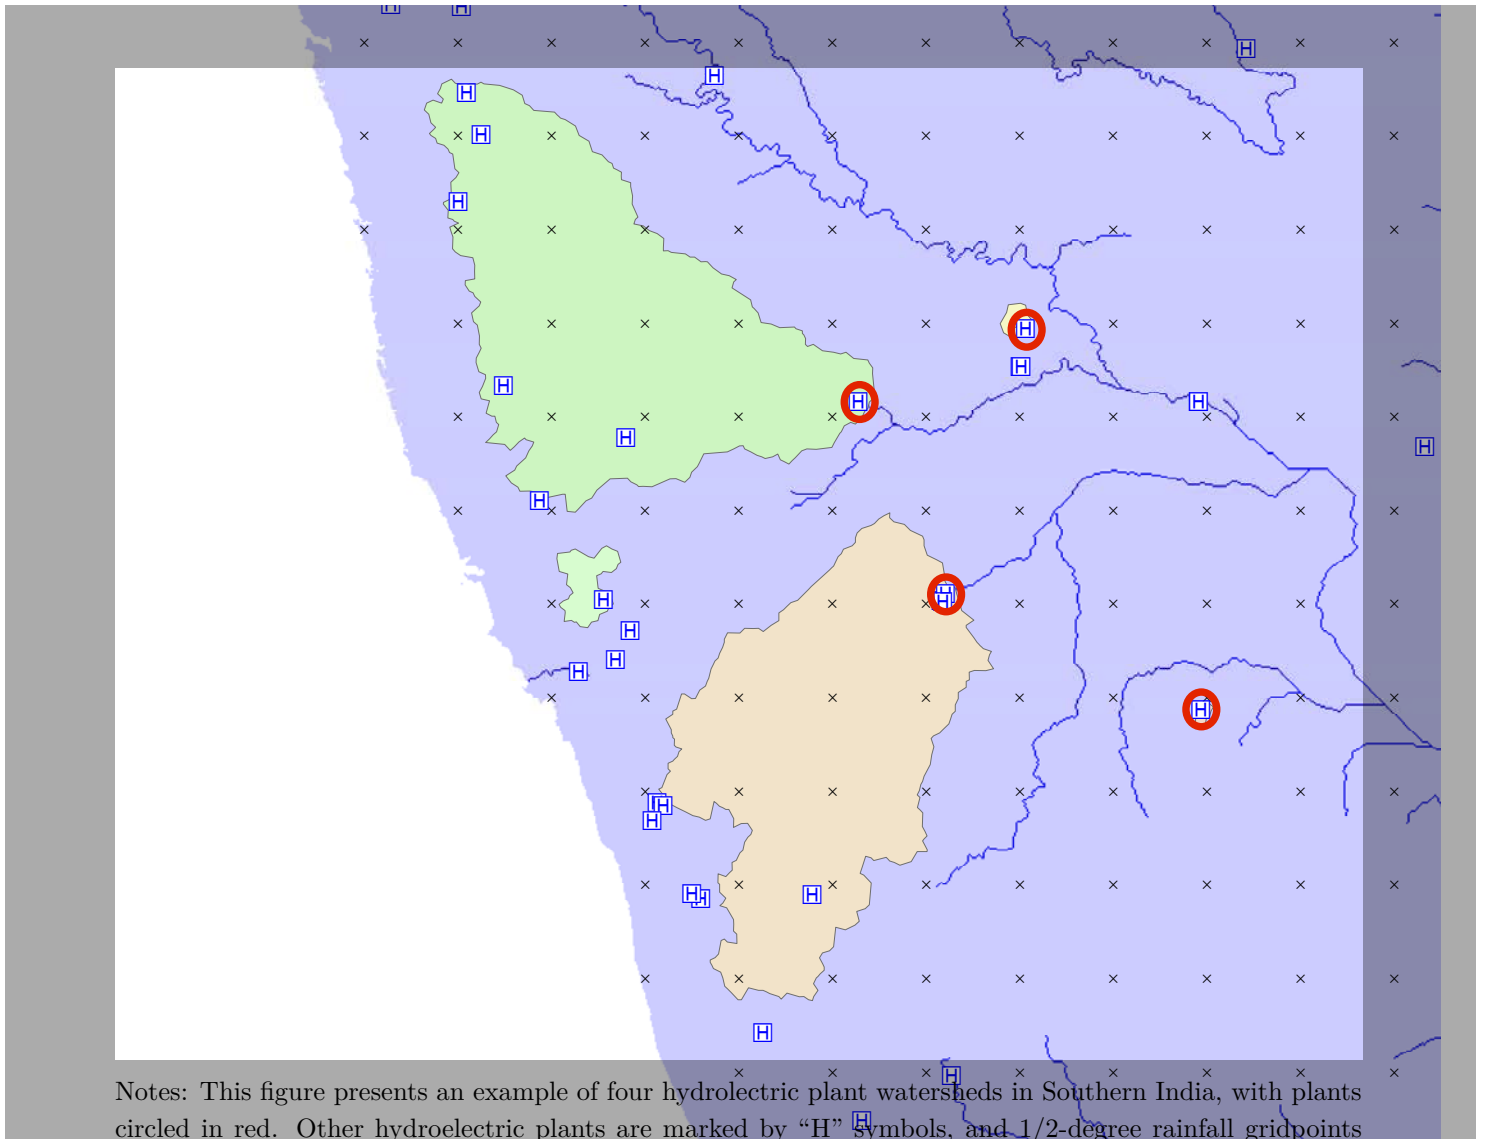 Notes: This figure presents an example of four hydrolectric plant watersheds in Southern India, with plants
circled in red. Other hydroelectric plants are marked by “H” symbols, and 1/2-degree rainfall gridpoints